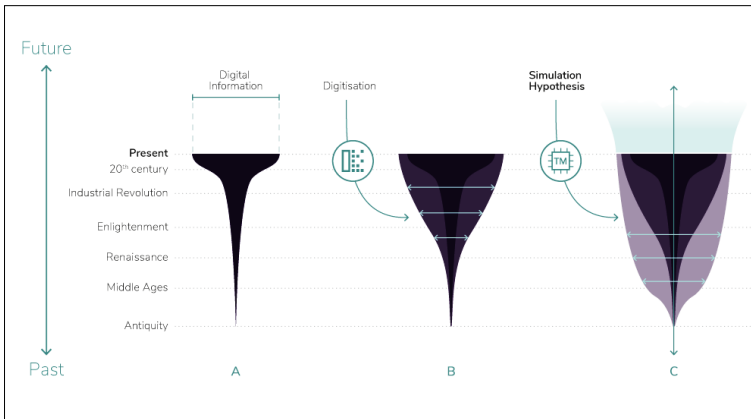 Future
Digital
Information
Digitisation
Simulation
Hypothesis
Present
20th century
Industrial Revolution
Enlightenment
Renaissance
Middle Ages
Antiquity
TM
Past
A
B
C